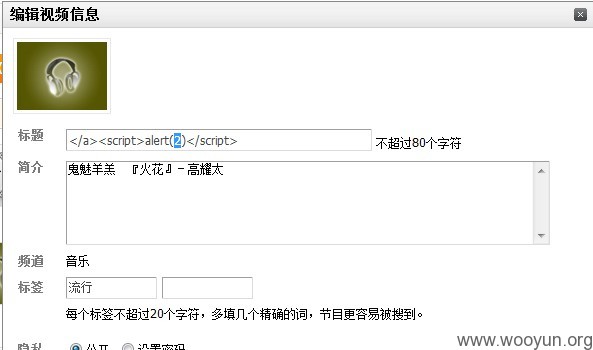 编辑视频信息
标题 </a><script>alert(2)</script> 不超过80个字符
简介 鬼魅羊羔 『火花』-高耀太
频道 音乐
标签 流行
每个标签不超过20个字符，多填几个精确的词，节目更容易被搜到。
隐私 公开 设置密码
www.wooyun.org